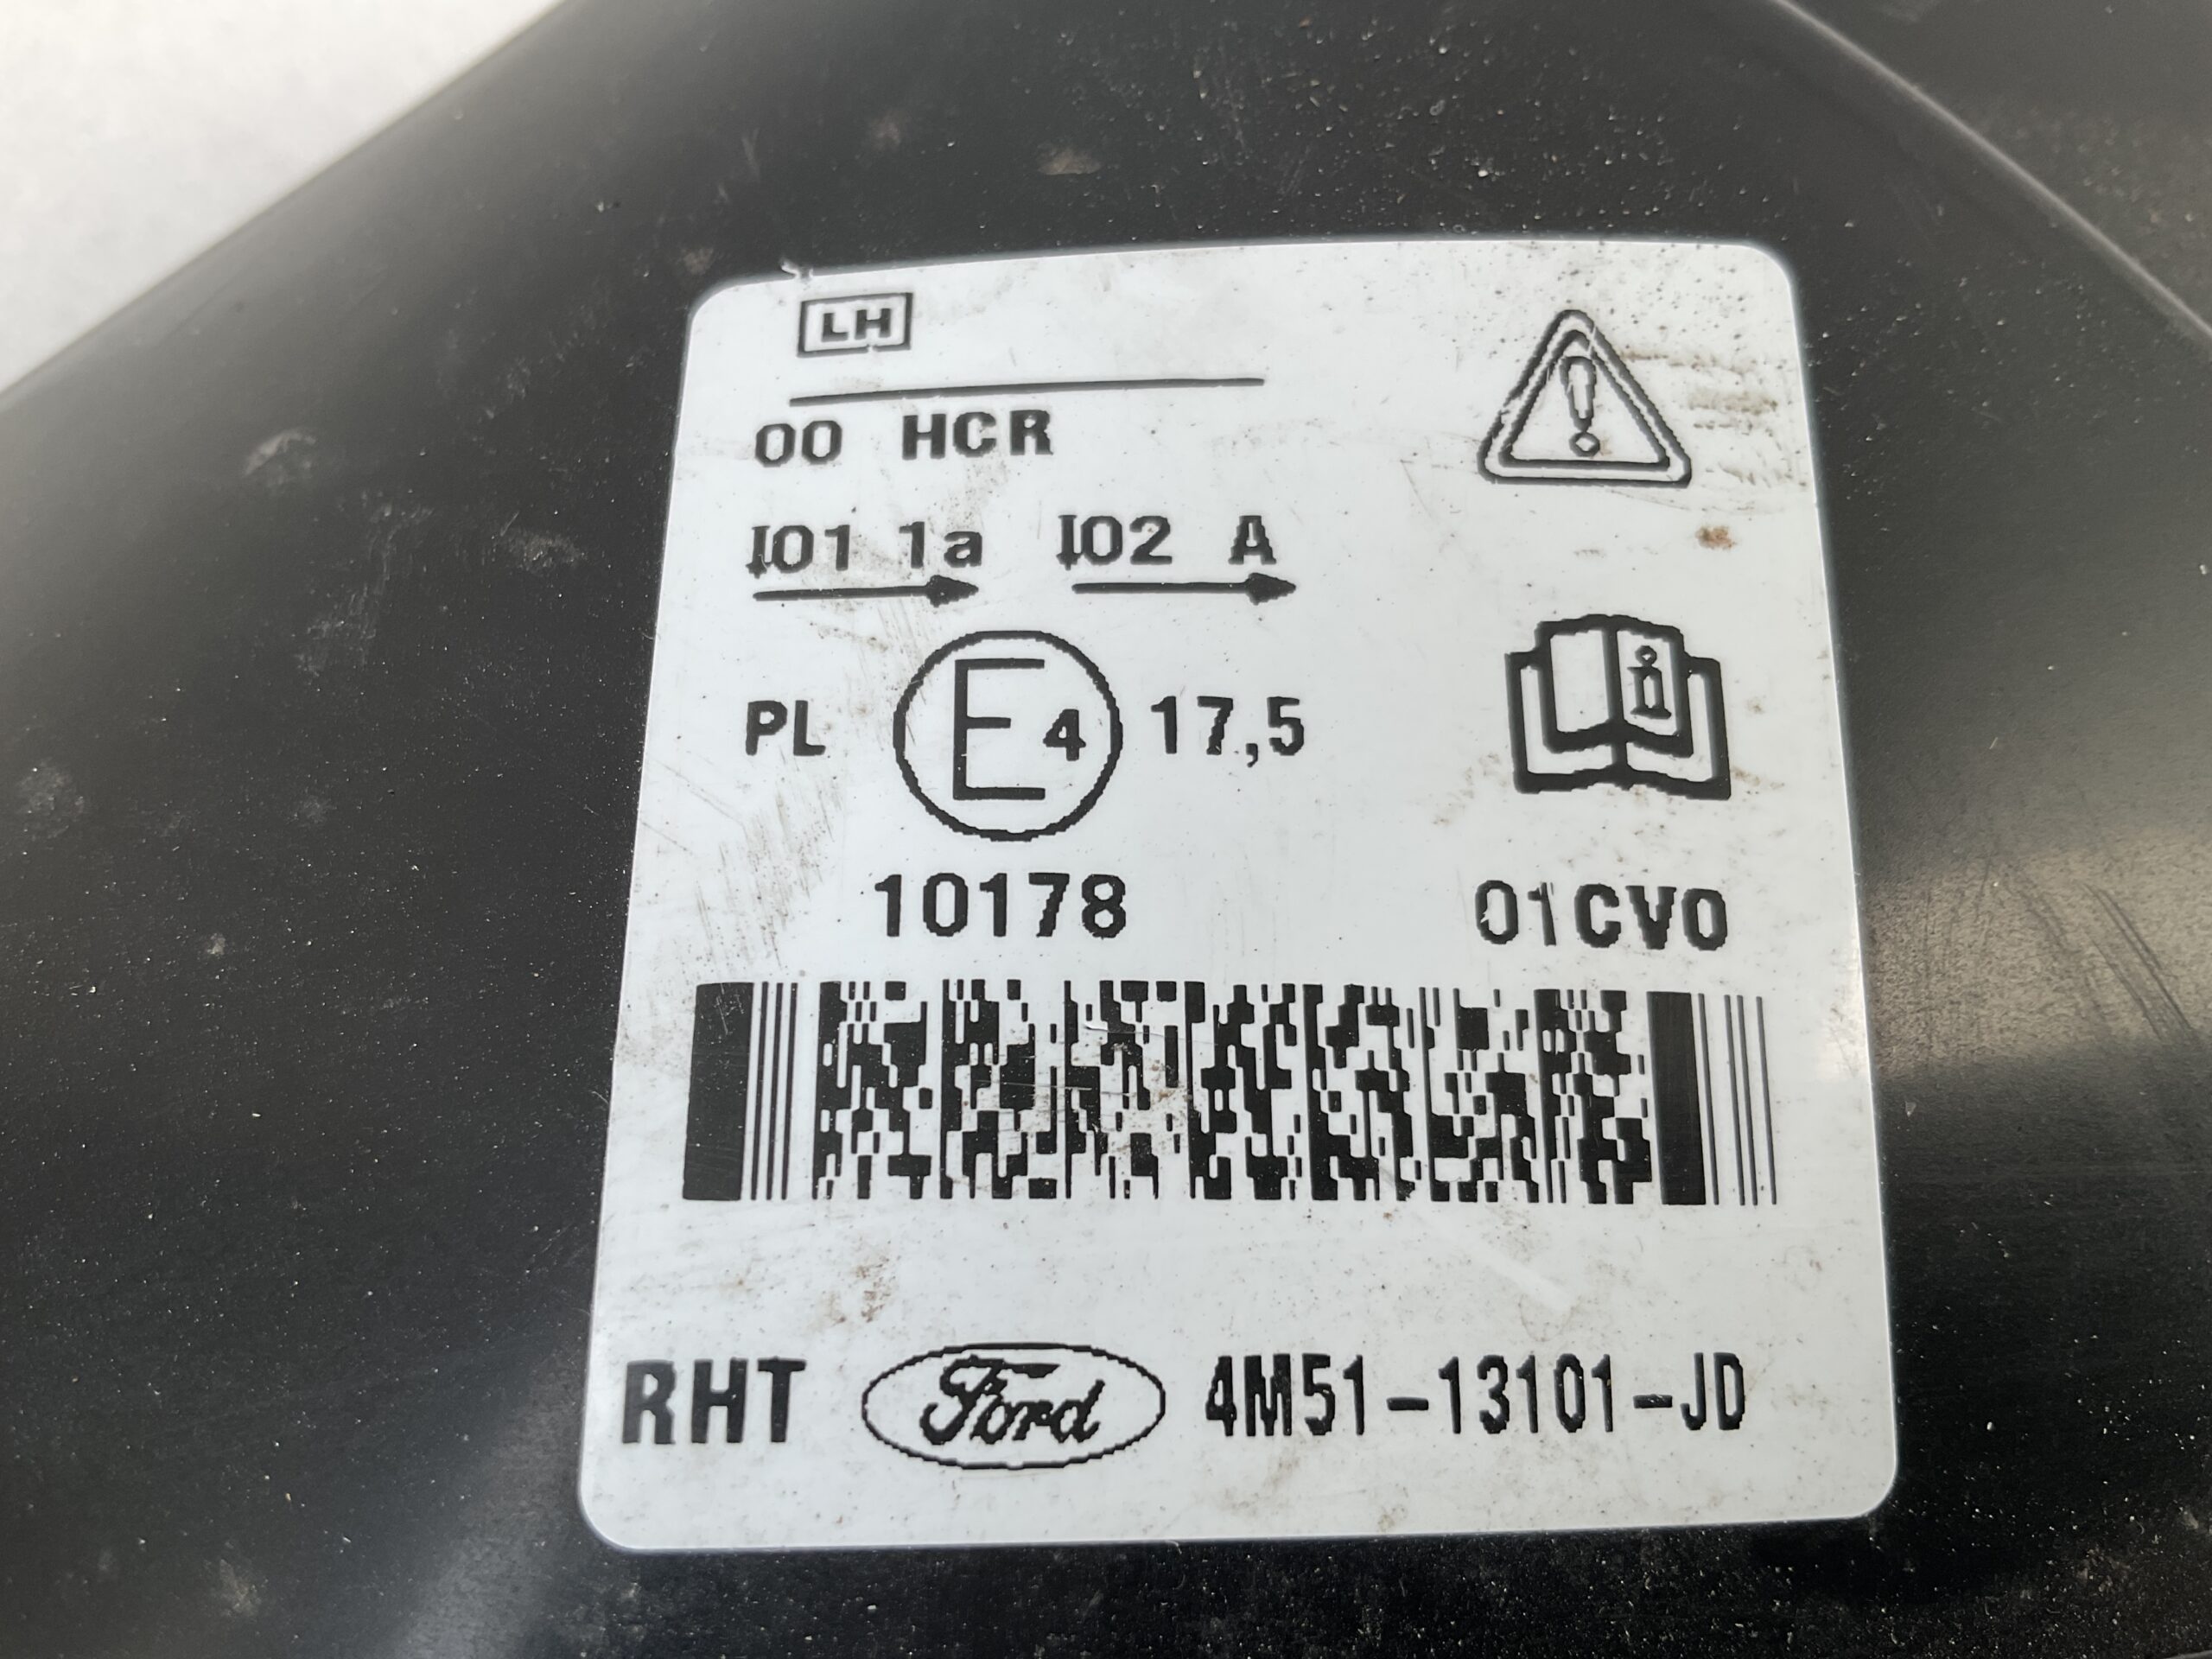 LH
00 HCR
I01 1a I02 A
PL E4 17,5
10178 01CV0
RHT Ford 4M51-13101-JD